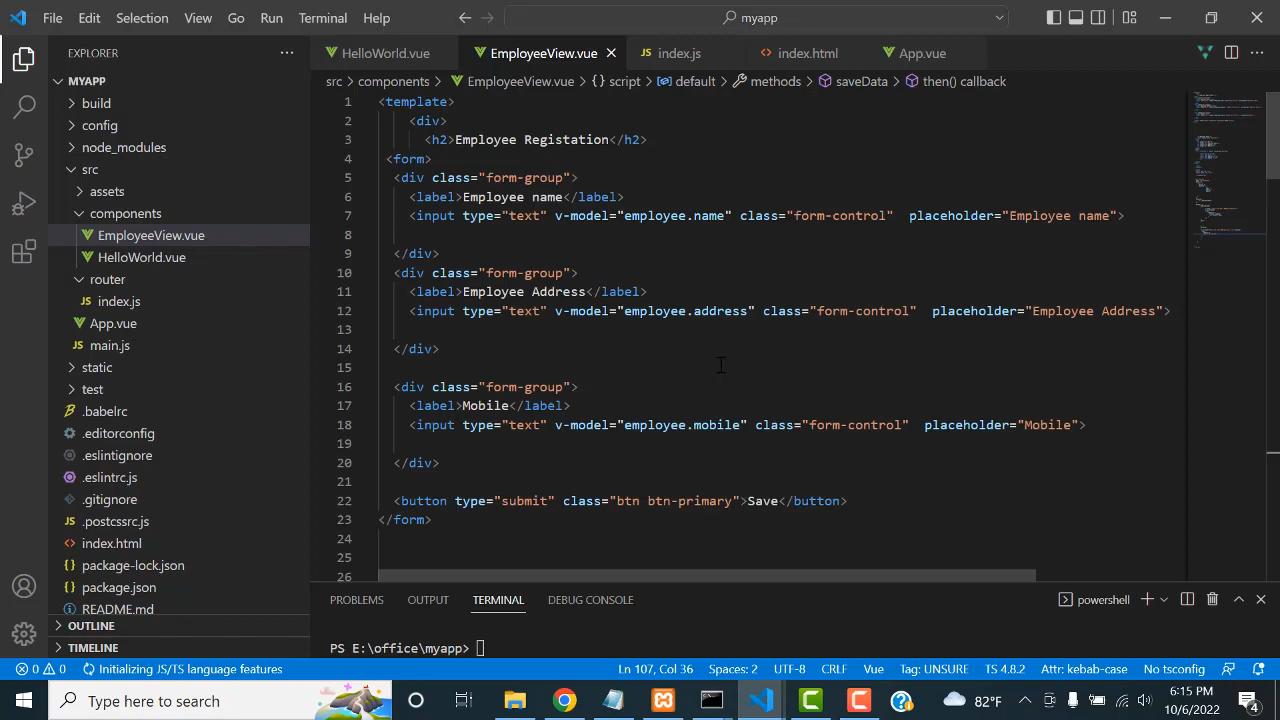 File Edit Selection View Go Run Terminal Help
myapp
EXPLORER
MYAPP
build
config
node_modules
src
assets
components
EmployeeView.vue
HelloWorld.vue
router
index.js
App.vue
main.js
static
test
.babelrc
.editorconfig
.eslintignore
.eslintrc.js
.gitignore
.postcssrc.js
index.html
package-lock.json
package.json
README.md
OUTLINE
TIMELINE
HelloWorld.vue EmployeeView.vue index.js index.html App.vue
src components EmployeeView.vue {} script default methods saveData then() callback
1 <template>
2 <div>
3 <h2>Employee Registation</h2>
4 <form>
5 <div class="form-group">
6 <label>Employee name</label>
7 <input type="text" v-model="employee.name" class="form-control" placeholder="Employee name">
8
9 </div>
10 <div class="form-group">
11 <label>Employee Address</label>
12 <input type="text" v-model="employee.address" class="form-control" placeholder="Employee Address">
13
14 </div>
15
16 <div class="form-group">
17 <label>Mobile</label>
18 <input type="text" v-model="employee.mobile" class="form-control" placeholder="Mobile">
19
20 </div>
21
22 <button type="submit" class="btn btn-primary">Save</button>
23 </form>
24
25
26
PROBLEMS OUTPUT TERMINAL DEBUG CONSOLE
powershell
PS E:\office\myapp>
0 0 Initializing JS/TS language features
Ln 107, Col 36 Spaces: 2 UTF-8 CRLF Vue Tag: UNSURE TS 4.8.2 Attr: kebab-case No tsconfig
Type here to search
82°F
6:15 PM
10/6/2022
4